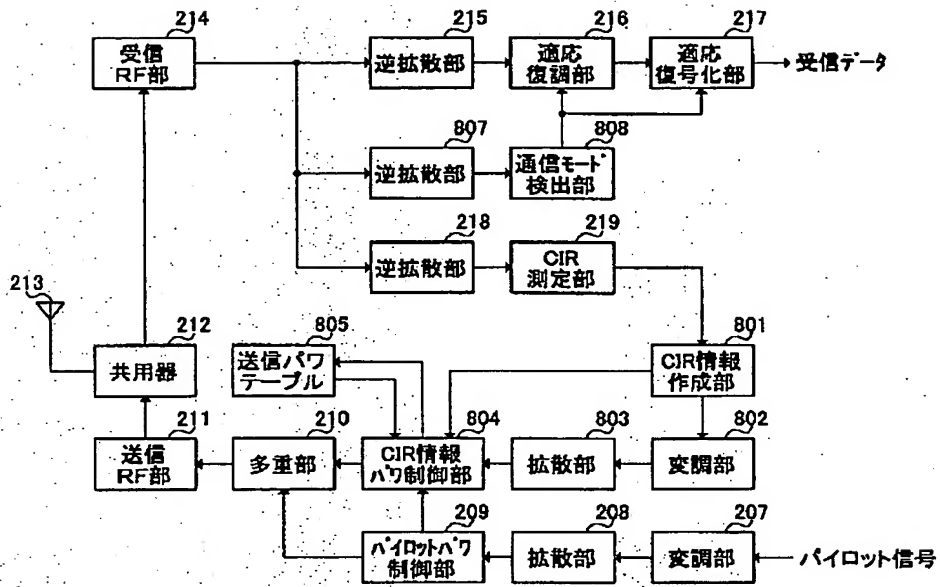 214
受信
RF部
215
逆拡散部
216
適応
復調部
217
適応
復号化部
受信データ
807
逆拡散部
808
通信モード
検出部
218
逆拡散部
219
CIR
測定部
213
212
共用器
805
送信パワ
テーブル
801
CIR情報
作成部
211
送信
RF部
210
多重部
804
CIR情報
パワ制御部
803
拡散部
802
変調部
209
パイロットパワ
制御部
208
拡散部
207
変調部
パイロット信号